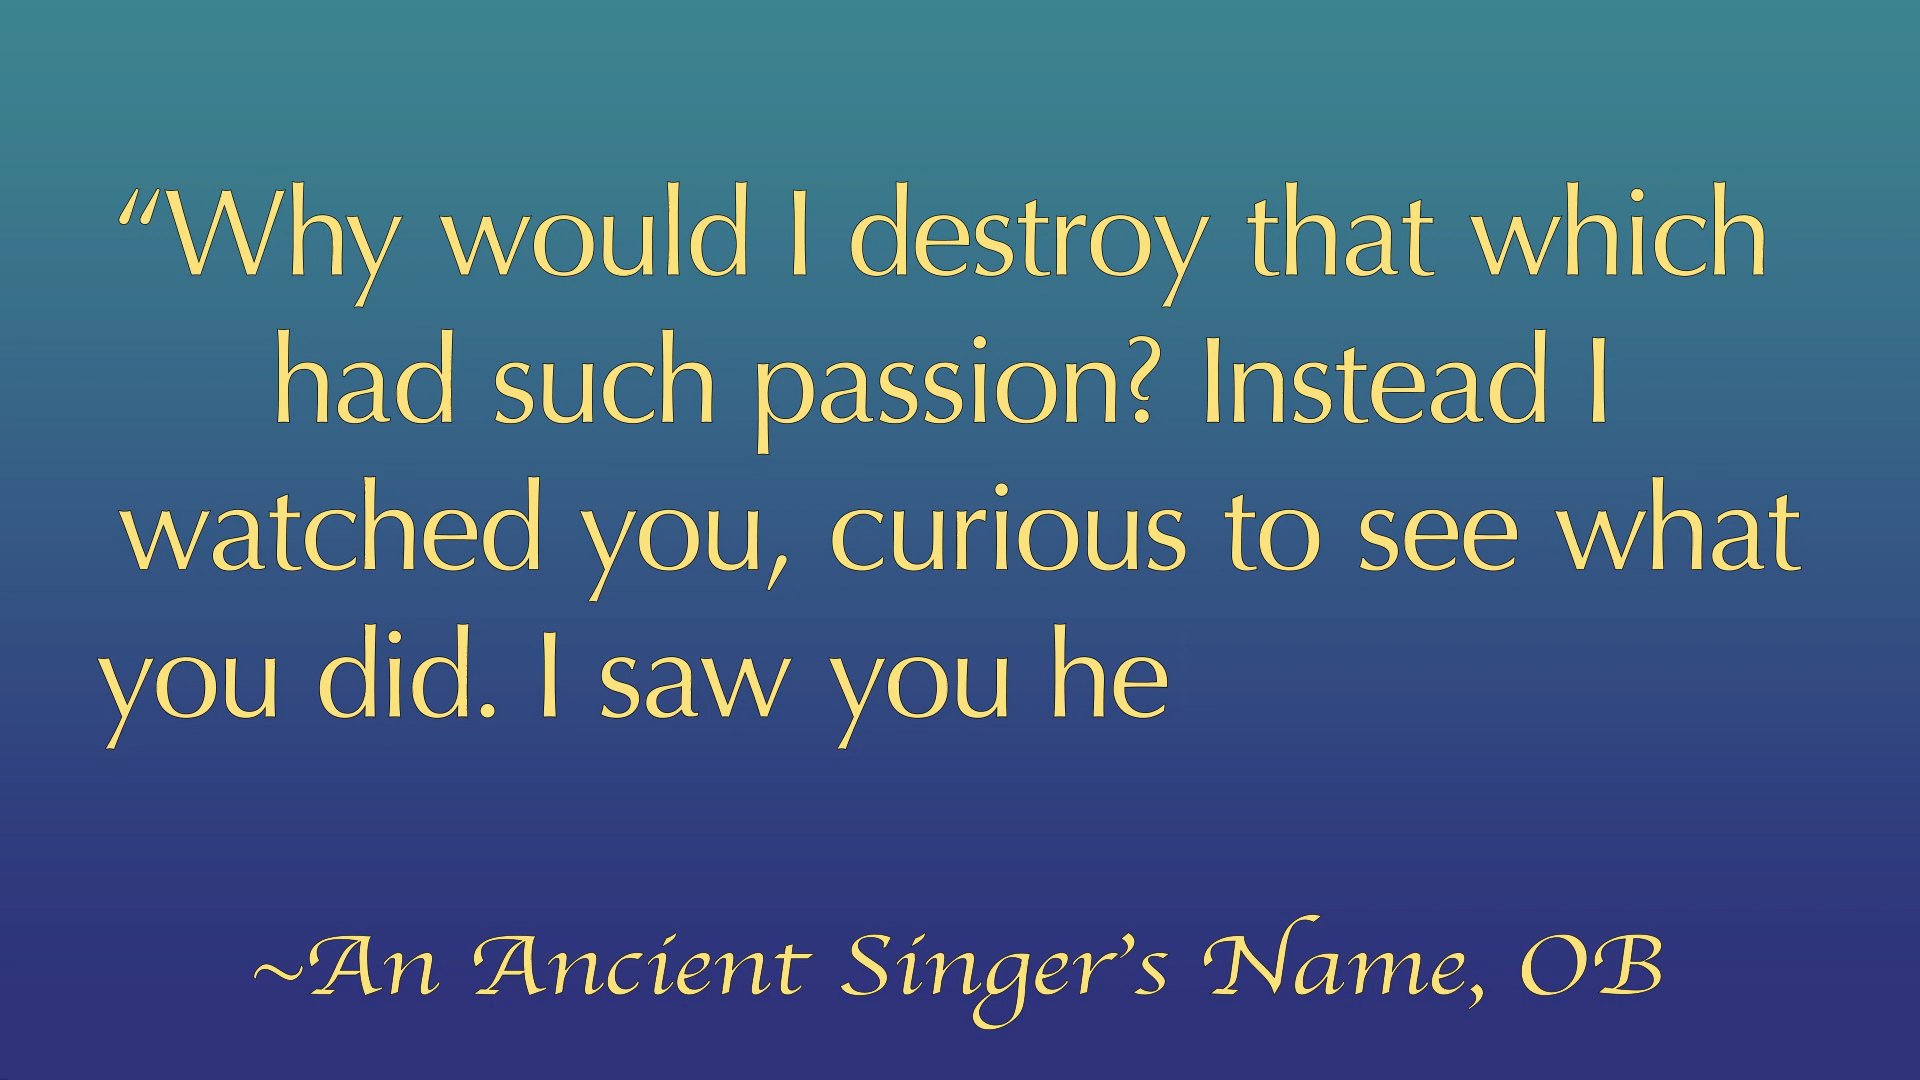 “Why would I destroy that which
had such passion? Instead I
watched you, curious to see what
you did. I saw you he
~An Ancient Singer’s Name, OB